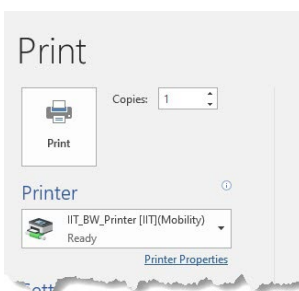 Print
Copies: 1
Print
Printer
IIT_BW_Printer [IIT](Mobility)
Ready
Printer Properties